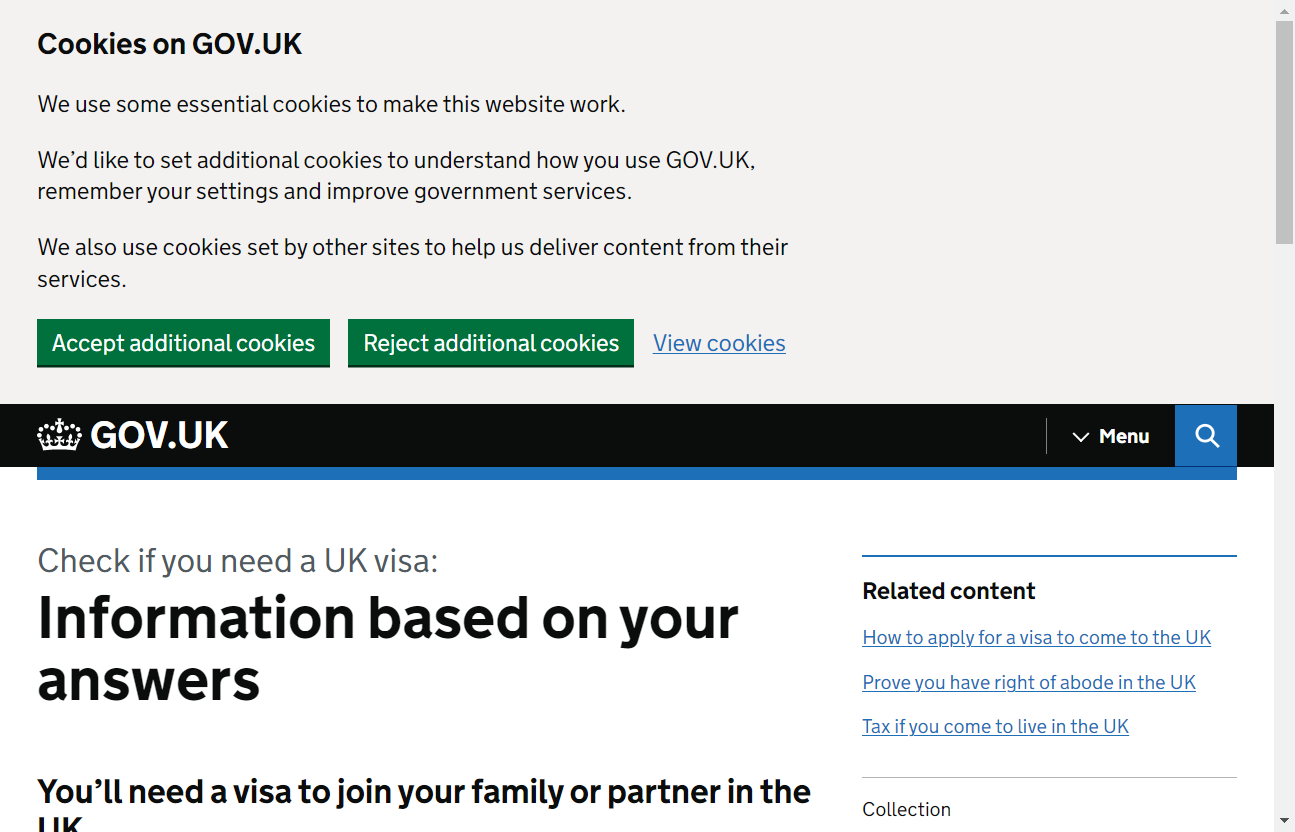 Cookies on GOV.UK
We use some essential cookies to make this website work.
We’d like to set additional cookies to understand how you use GOV.UK,
remember your settings and improve government services.
We also use cookies set by other sites to help us deliver content from their
services.
Accept additional cookies
Reject additional cookies
View cookies
GOV.UK
Menu
Check if you need a UK visa:
Information based on your
answers
You’ll need a visa to join your family or partner in the
UK
Related content
How to apply for a visa to come to the UK
Prove you have right of abode in the UK
Tax if you come to live in the UK
Collection